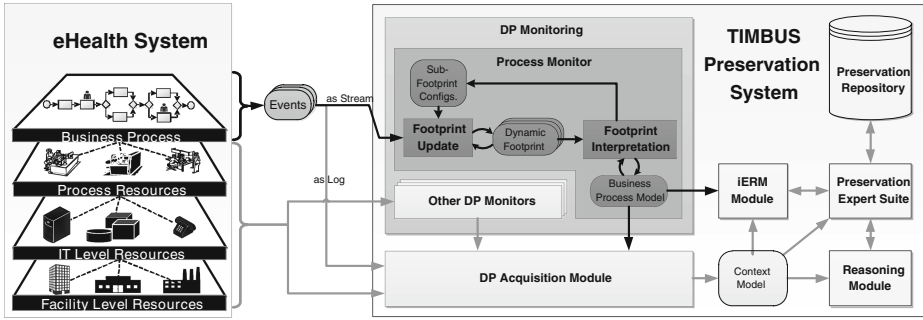 eHealth System
Business Process
Process Resources
IT Level Resources
Facility Level Resources
Events
as Stream
as Log
DP Monitoring
Process Monitor
Sub-
Footprint
Configs.
Footprint
Update
Dynamic
Footprint
Footprint
Interpretation
Business
Process Model
Other DP Monitors
DP Acquisition Module
TIMBUS
Preservation
System
Preservation
Repository
iERM
Module
Preservation
Expert Suite
Context
Model
Reasoning
Module